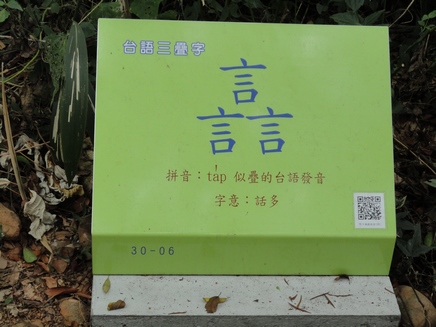 台語三疊字
譶
拼音：ta̍p 似疊的台語發音
字意：話多
30-06